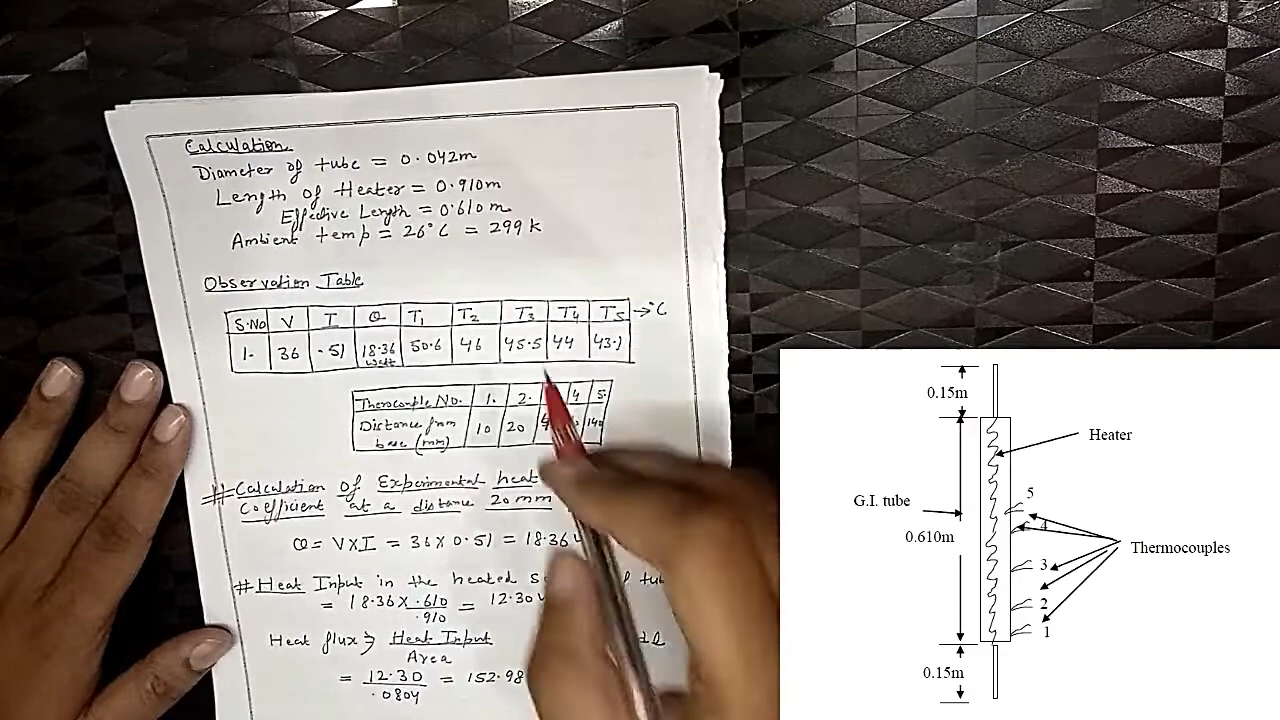 Calculation
Diameter of tube = 0.042m
Length of Heater = 0.910m
Effective Length = 0.610m
Ambient temp = 26°C = 299 k
Observation Table
S.No V I Q T1 T2 T3 T4 T5 →°C
1. 36 .51 18.36 watt 50.6 46 45.5 44 43.1
Thermocouple No. 1. 2. 4 5.
Distance from base (mm) 10 20
# Calculation of Experimental heat
Coefficient at a distance 20 mm
Q = V×I = 36 × 0.51 = 18.36
# Heat Input in the heated
= 18.36 × .610/.910 = 12.30
Heat flux ⇒ Heat Input/Area
= 12.30/.0804 = 152.98
0.15m
Heater
5
G.I. tube
4
0.610m
Thermocouples
3
2
1
0.15m